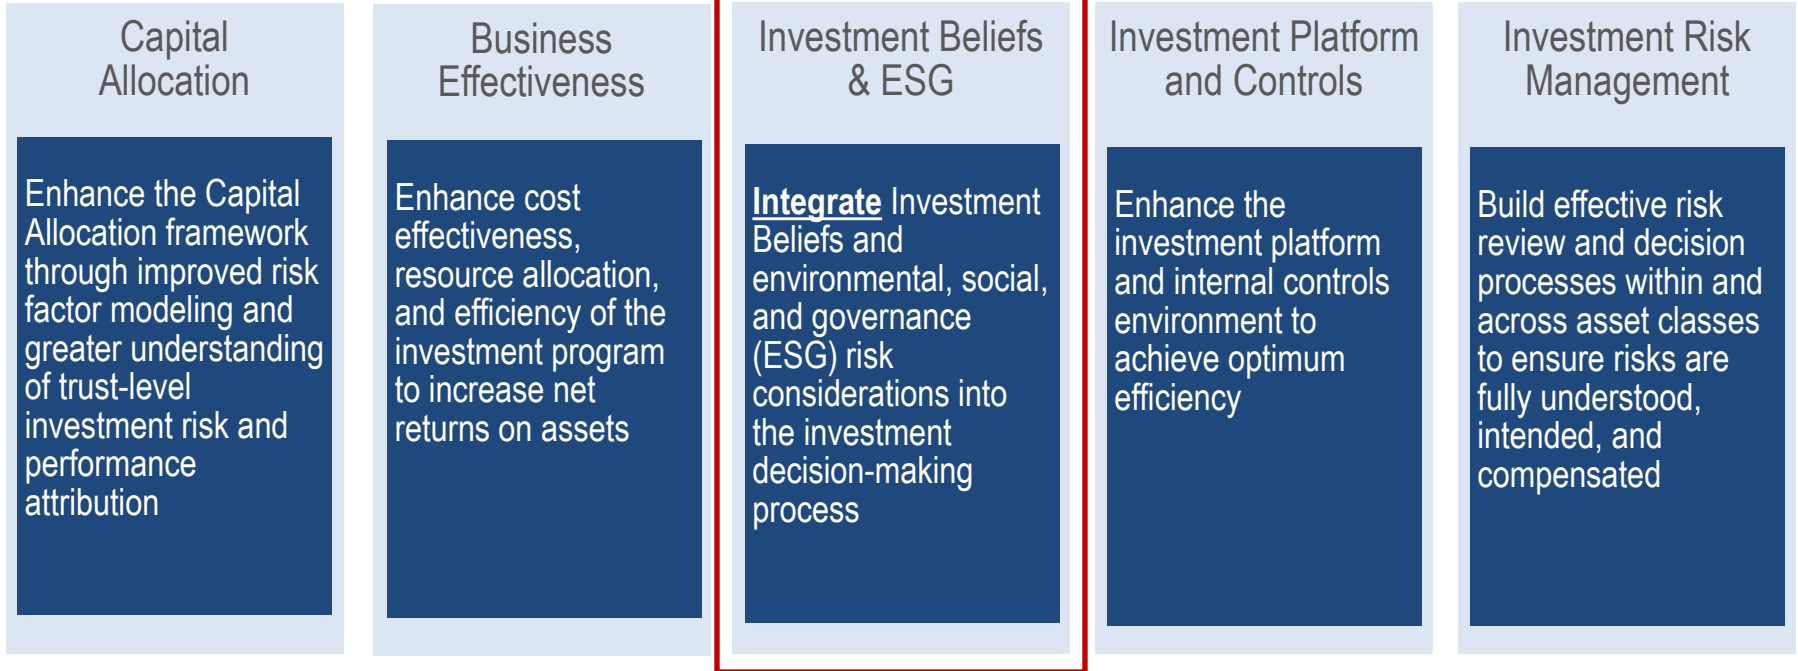 Capital
Allocation
Enhance the Capital
Allocation framework
through improved risk
factor modeling and
greater understanding
of trust-level
investment risk and
performance
attribution
Business
Effectiveness
Enhance cost
effectiveness,
resource allocation,
and efficiency of the
investment program
to increase net
returns on assets
Investment Beliefs
& ESG
Integrate Investment
Beliefs and
environmental, social,
and governance
(ESG) risk
considerations into
the investment
decision-making
process
Investment Platform
and Controls
Enhance the
investment platform
and internal controls
environment to
achieve optimum
efficiency
Investment Risk
Management
Build effective risk
review and decision
processes within and
across asset classes
to ensure risks are
fully understood,
intended, and
compensated